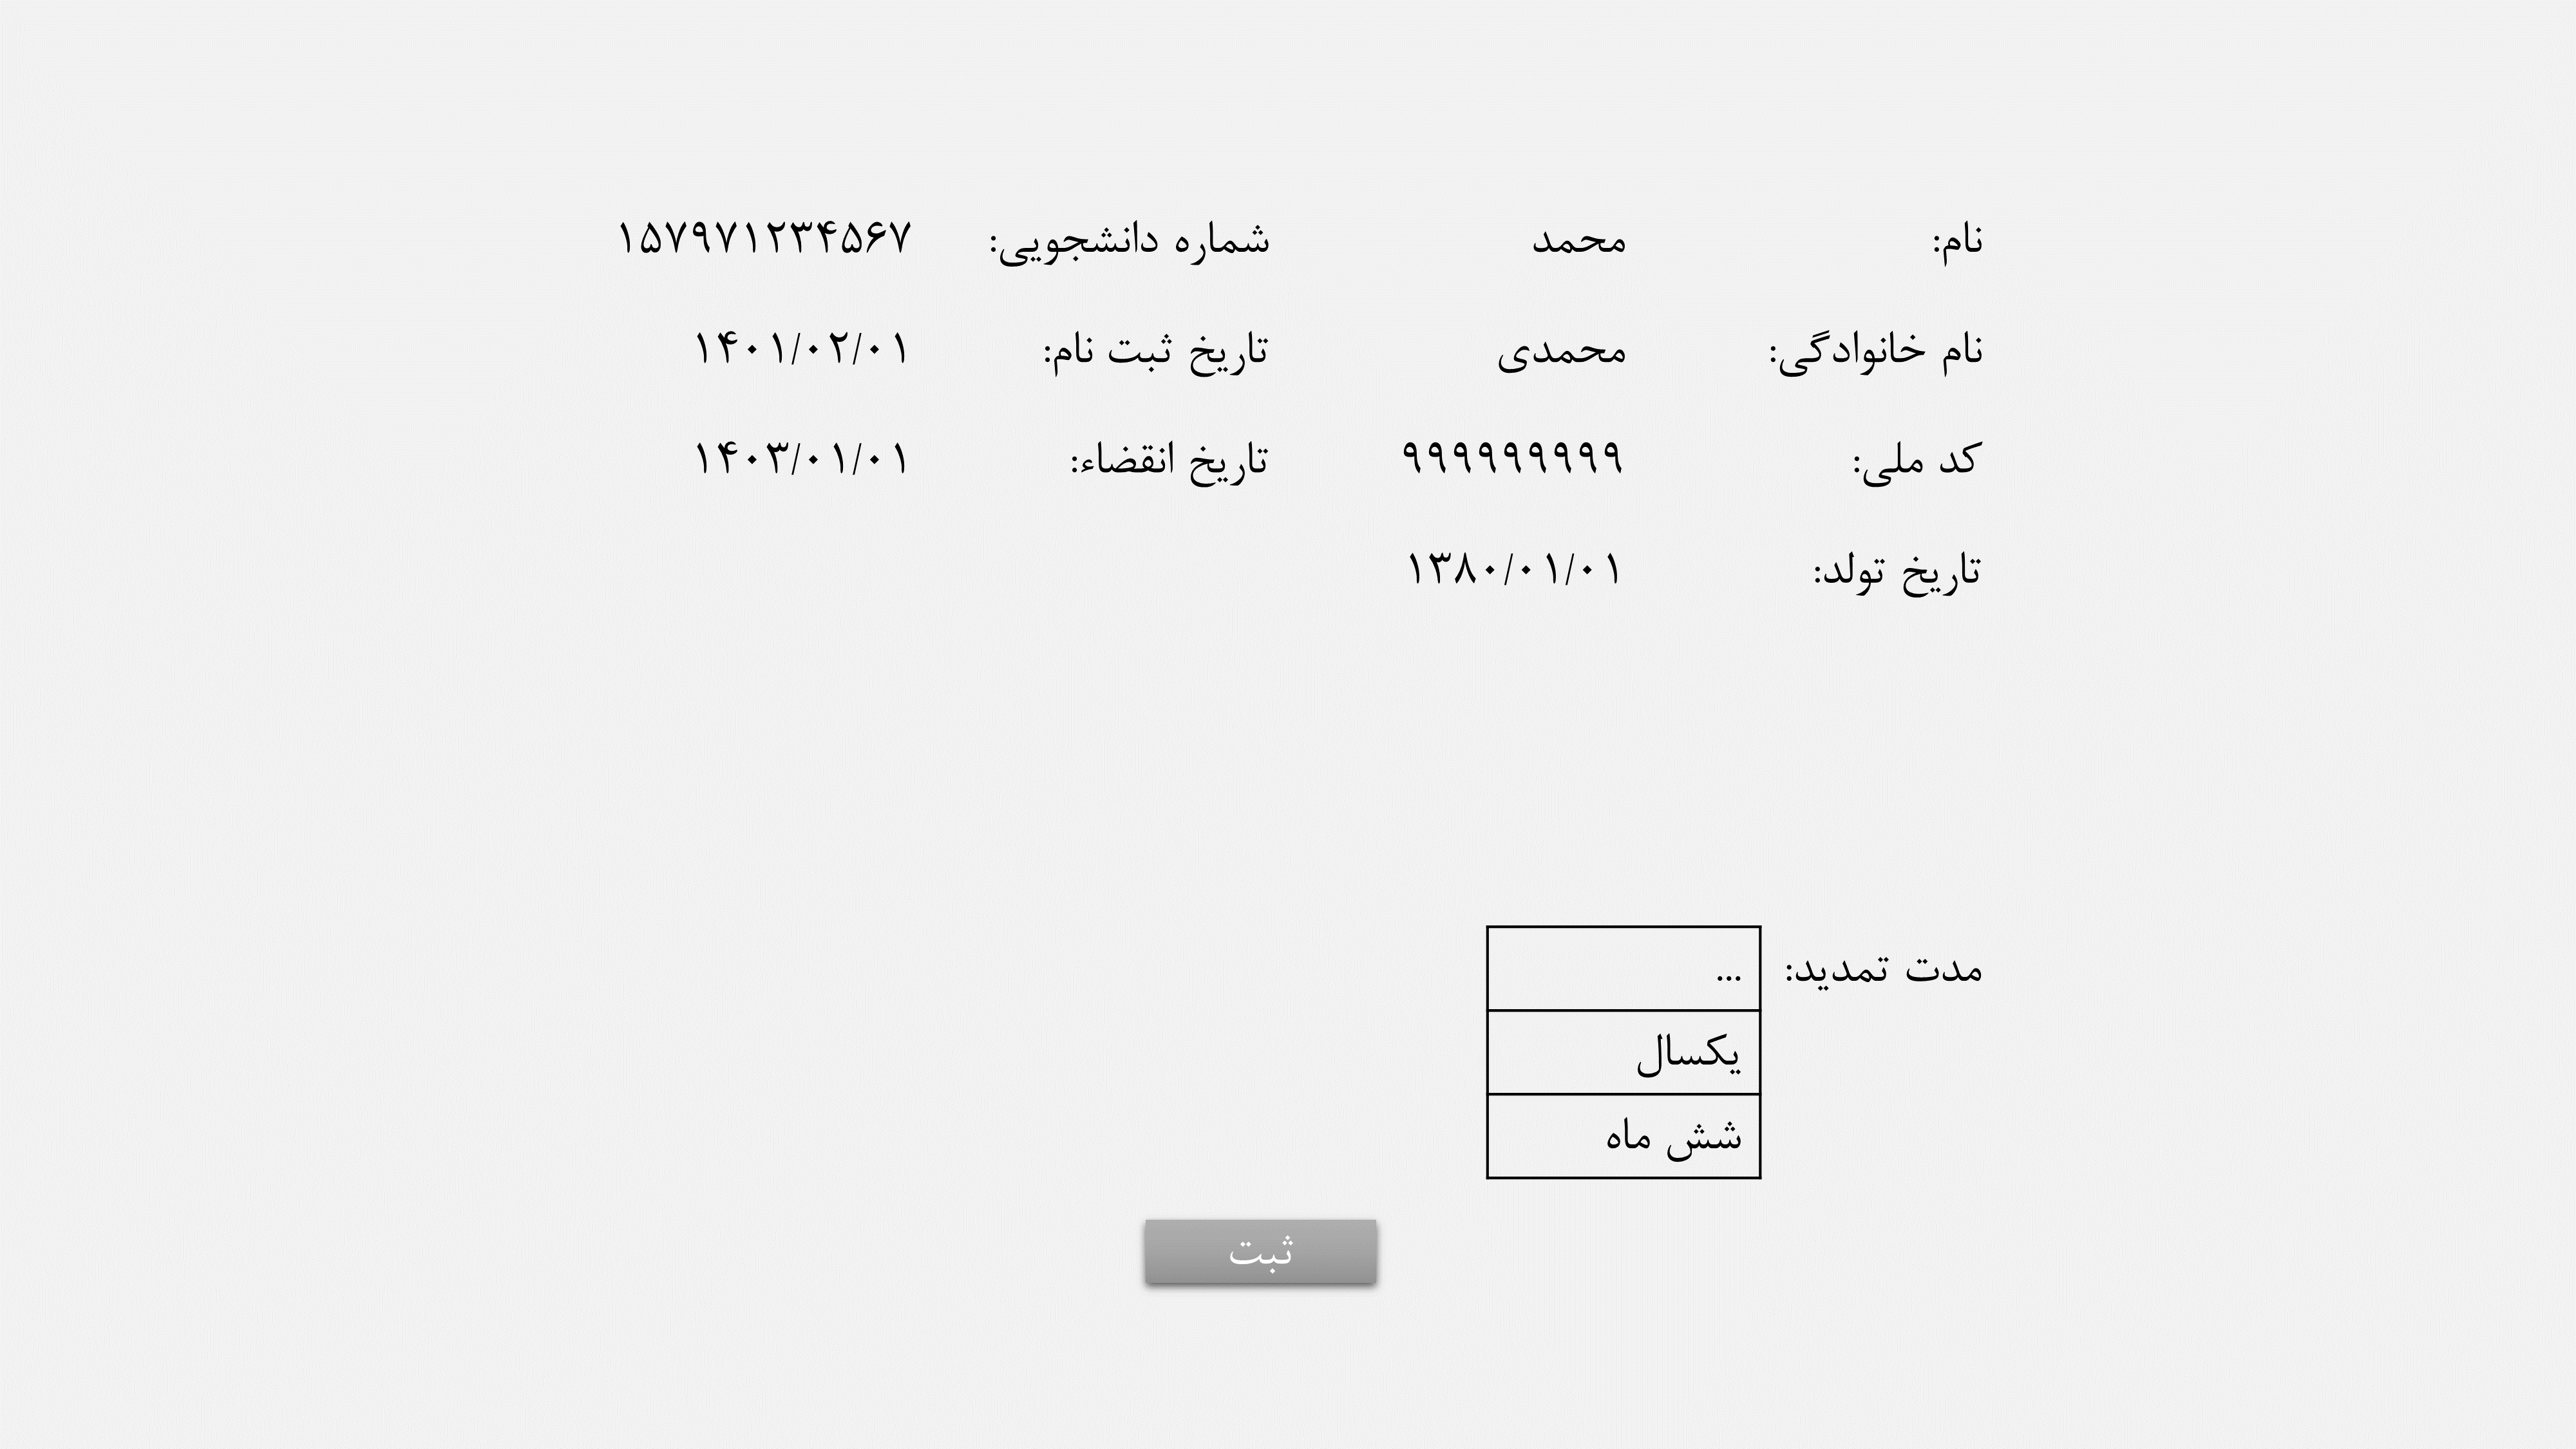 نام: محمد شماره دانشجویی: ۱۵۷۹۷۱۲۳۴۵۶۷
نام خانوادگی: محمدی تاریخ ثبت نام: ۱۴۰۱/۰۲/۰۱
کد ملی: ۹۹۹۹۹۹۹۹۹ تاریخ انقضاء: ۱۴۰۳/۰۱/۰۱
تاریخ تولد: ۱۳۸۰/۰۱/۰۱
مدت تمدید: ...
یکسال
شش ماه
ثبت